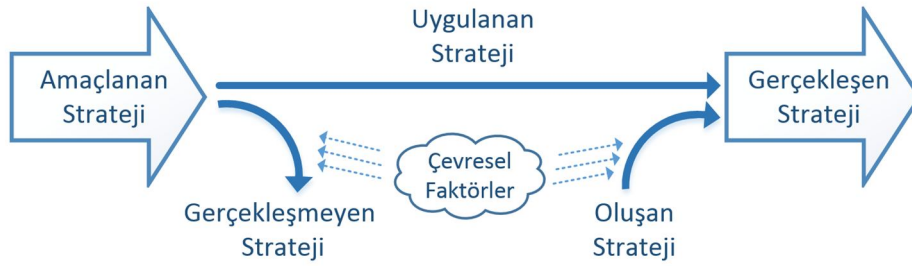 Uygulanan
Strateji
Amaçlanan
Strateji
Gerçekleşen
Strateji
Çevresel
Faktörler
Gerçekleşmeyen
Strateji
Oluşan
Strateji